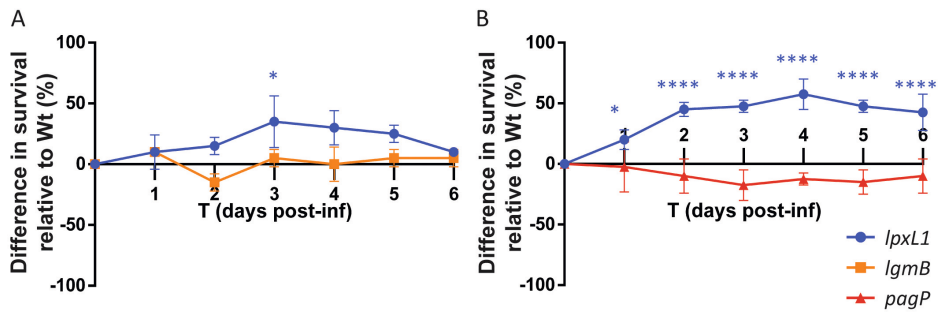 A
Difference in survival
relative to Wt (%)
100
50
0
-50
-100
*
1 2 3 4 5 6
T (days post-inf)
B
Difference in survival
relative to Wt (%)
100
50
0
-50
-100
* **** **** **** **** ****
2 3 4 5 6
T (days post-inf)
lpxL1
lgmB
pagP